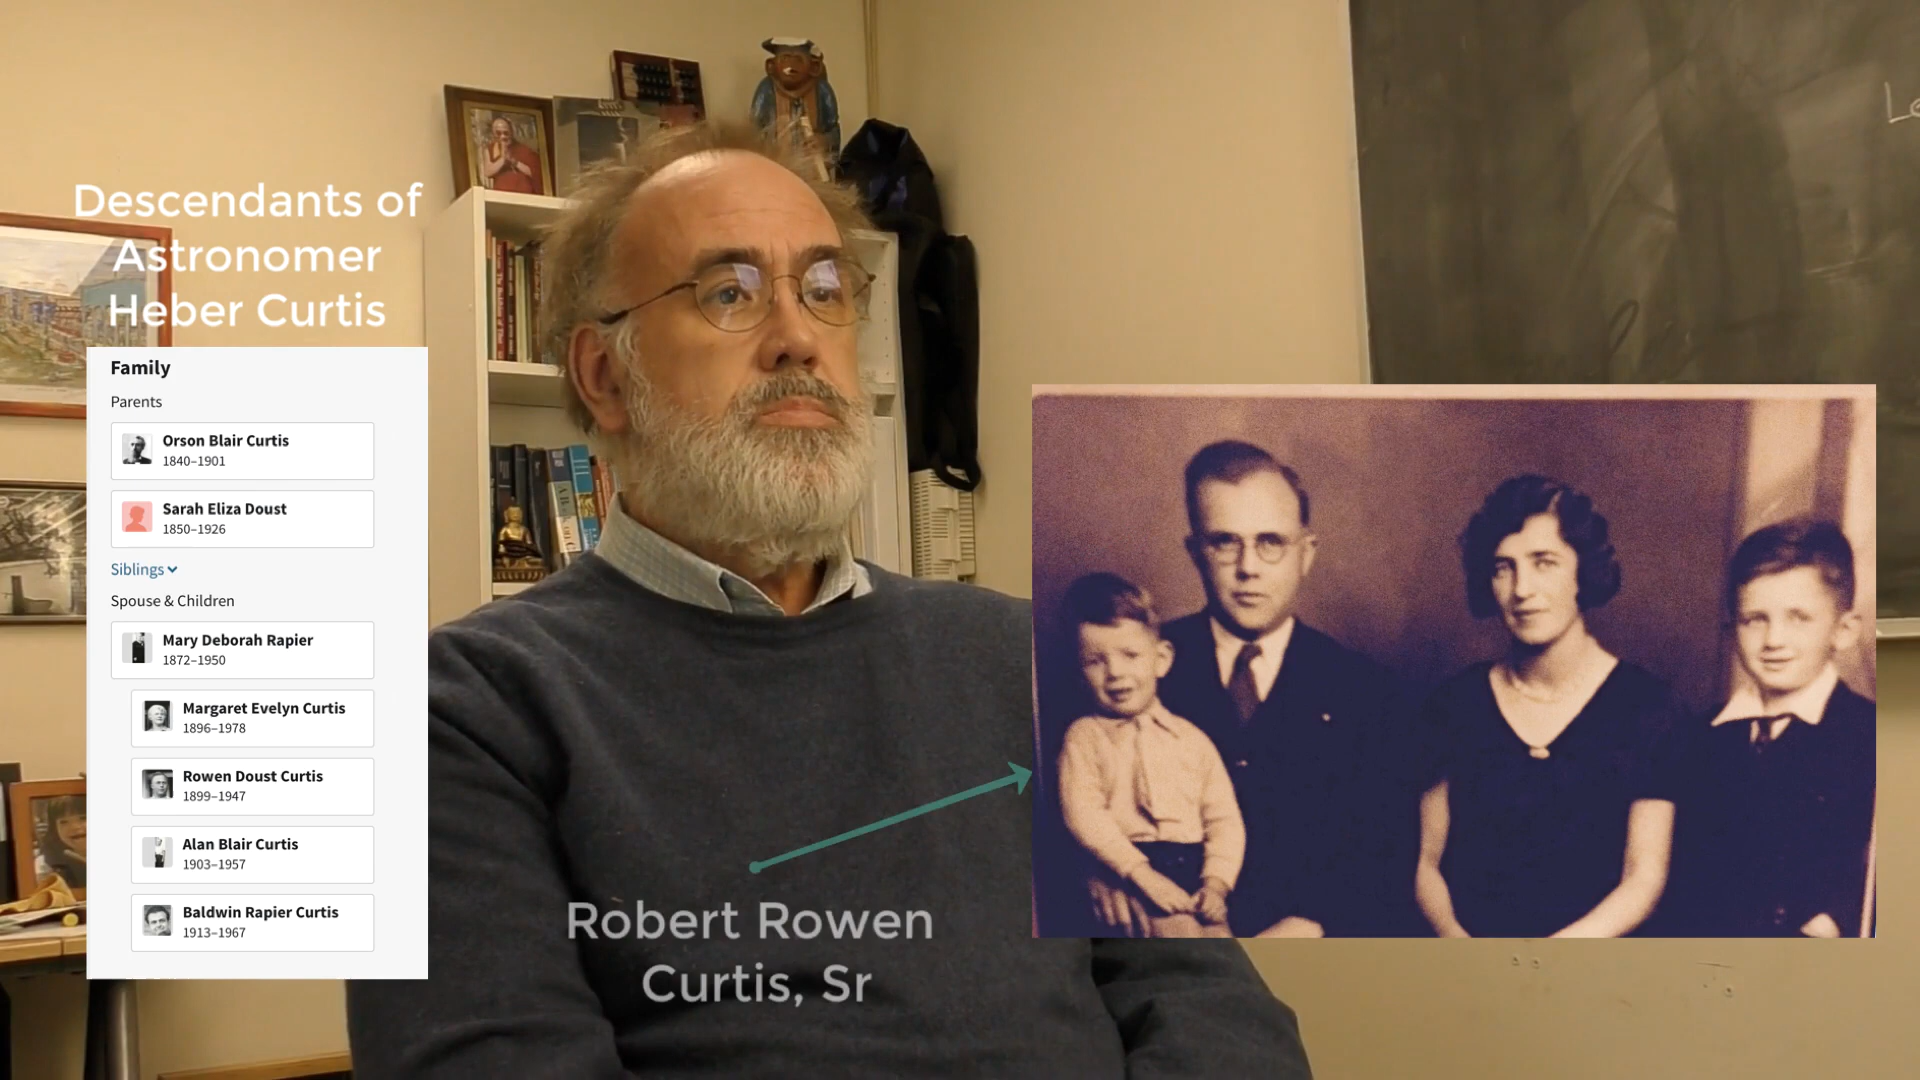 Descendants of
Astronomer
Heber Curtis
Family
Parents
Orson Blair Curtis
1840–1901
Sarah Eliza Doust
1850–1926
Siblings
Spouse & Children
Mary Deborah Rapier
1872–1950
Margaret Evelyn Curtis
1896–1978
Rowen Doust Curtis
1899–1947
Alan Blair Curtis
1903–1957
Baldwin Rapier Curtis
1913–1967
Robert Rowen
Curtis, Sr